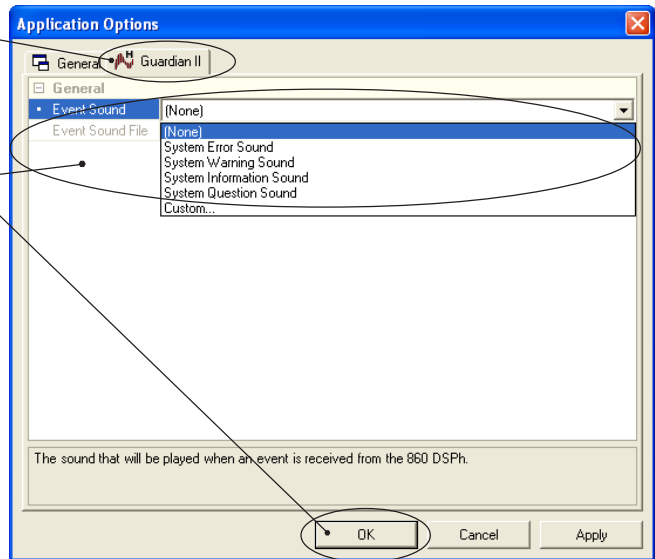 Application Options
General
H
Guardian II
General
Event Sound
(None)
Event Sound File
(None)
System Error Sound
System Warning Sound
System Information Sound
System Question Sound
Custom...
The sound that will be played when an event is received from the 860 DSPh.
OK
Cancel
Apply